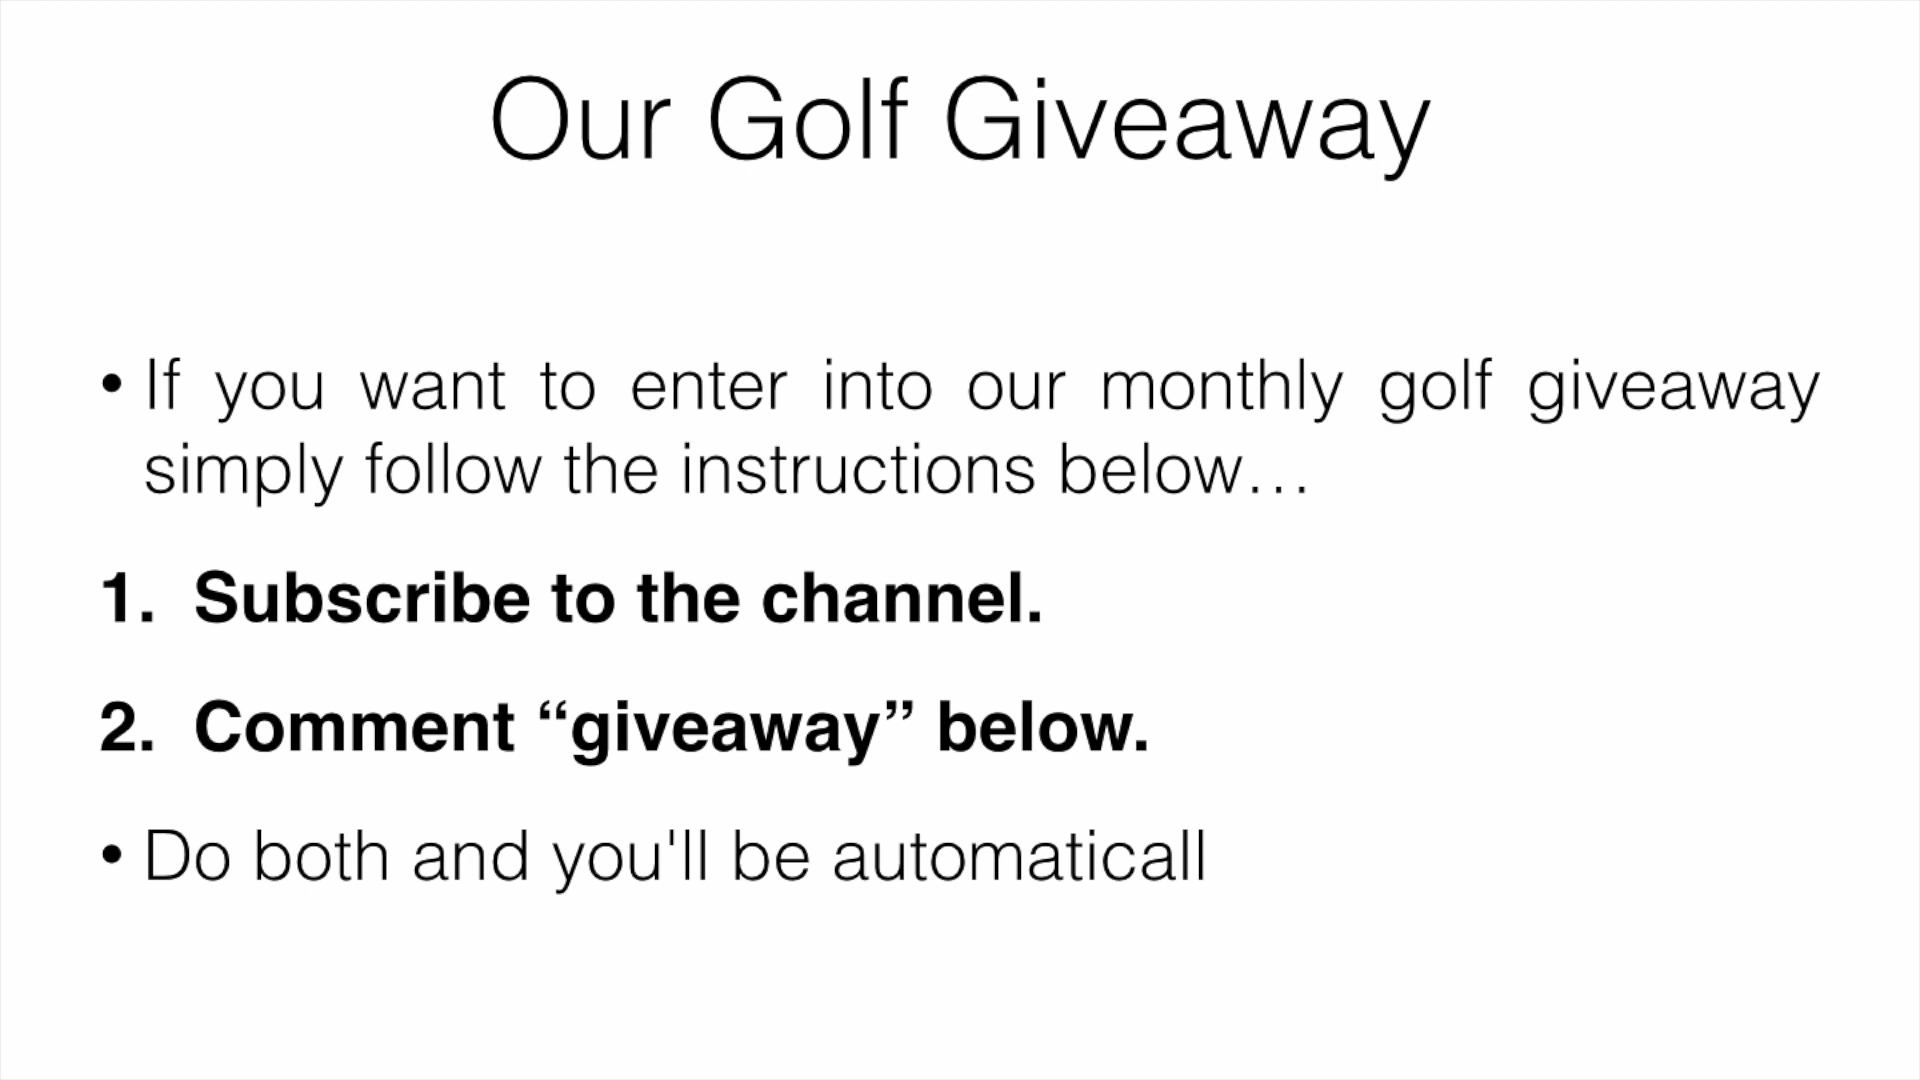 Our Golf Giveaway
• If you want to enter into our monthly golf giveaway
simply follow the instructions below…
1. Subscribe to the channel.
2. Comment “giveaway” below.
• Do both and you'll be automaticall